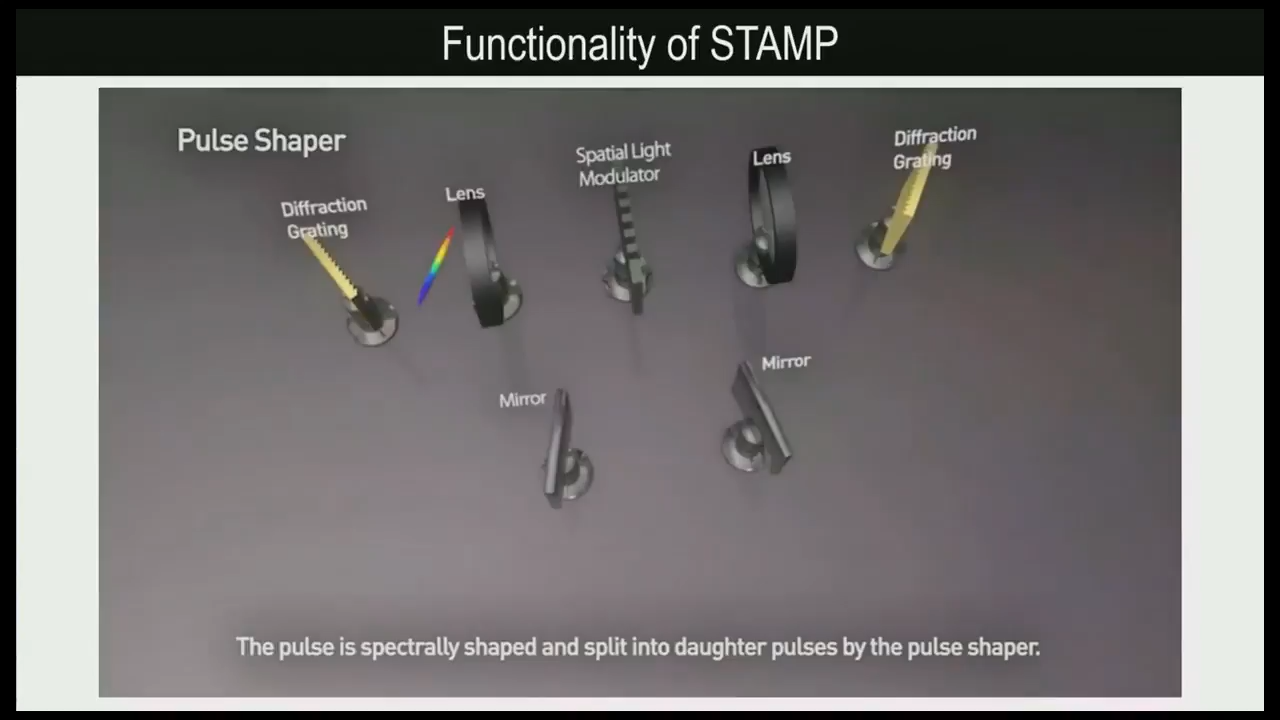 Functionality of STAMP
Pulse Shaper
Diffraction
Grating
Lens
Spatial Light
Modulator
Lens
Diffraction
Grating
Mirror
Mirror
The pulse is spectrally shaped and split into daughter pulses by the pulse shaper.